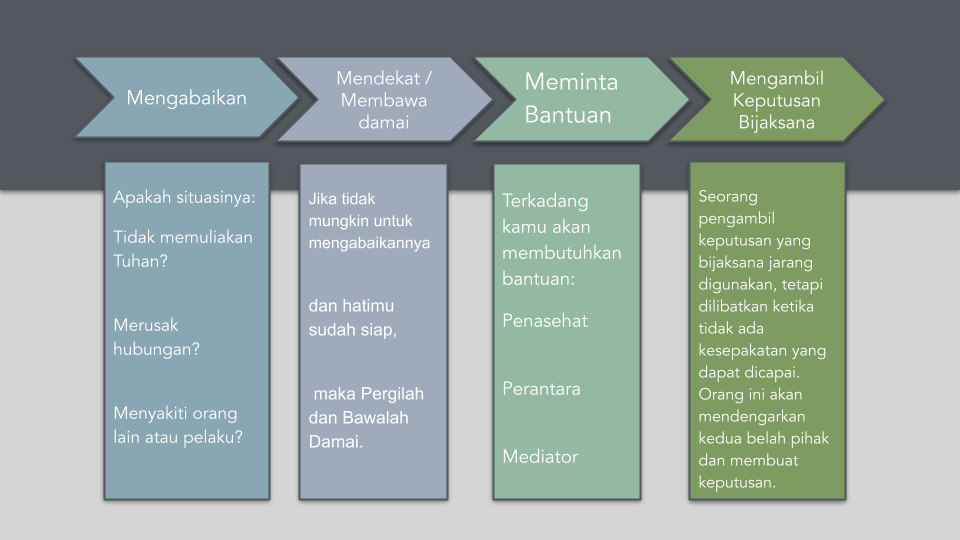 Mengabaikan
Mendekat /
Membawa
damai
Meminta
Bantuan
Mengambil
Keputusan
Bijaksana
Apakah situasinya:
Tidak memuliakan
Tuhan?
Merusak
hubungan?
Menyakiti orang
lain atau pelaku?
Jika tidak
mungkin untuk
mengabaikannya
dan hatimu
sudah siap,
maka Pergilah
dan Bawalah
Damai.
Terkadang
kamu akan
membutuhkan
bantuan:
Penasehat
Perantara
Mediator
Seorang
pengambil
keputusan yang
bijaksana jarang
digunakan, tetapi
dilibatkan ketika
tidak ada
kesepakatan yang
dapat dicapai.
Orang ini akan
mendengarkan
kedua belah pihak
dan membuat
keputusan.